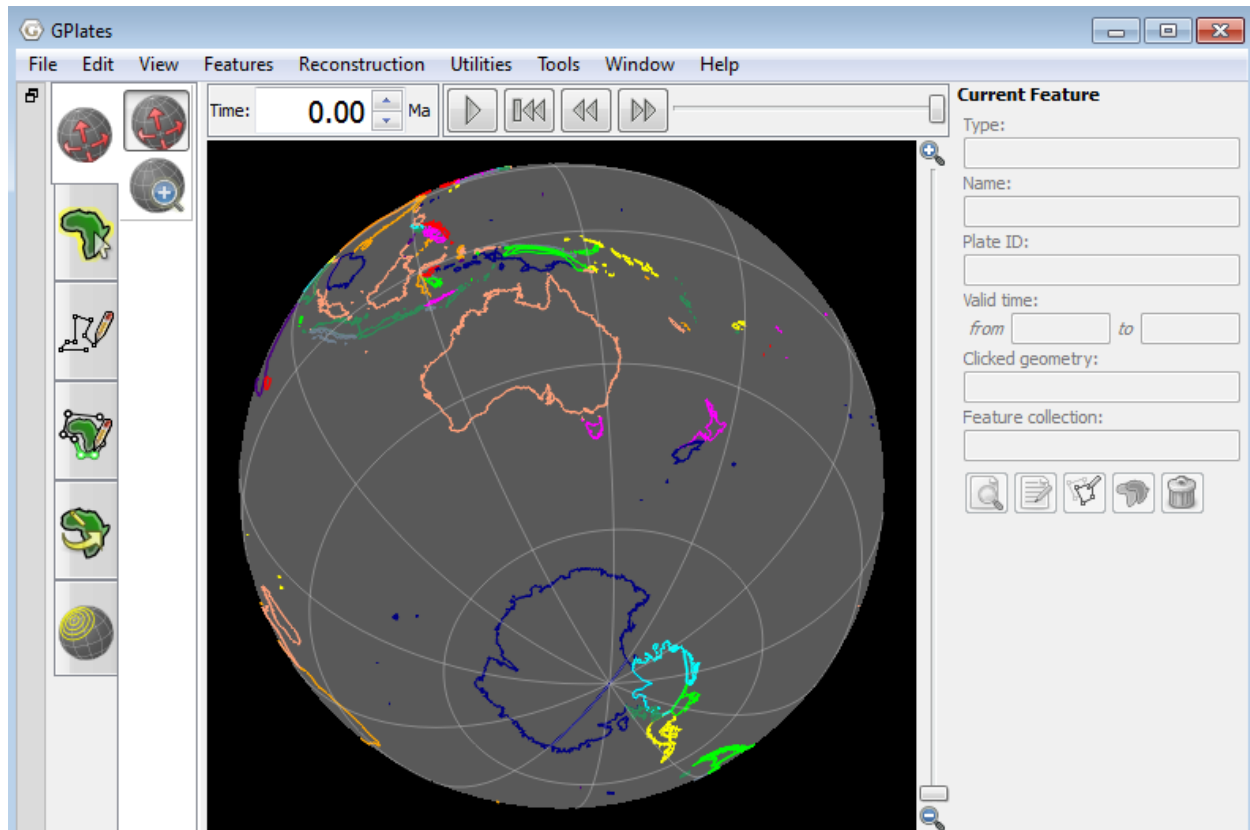 GPlates
File Edit View Features Reconstruction Utilities Tools Window Help
Time: 0.00 Ma
Current Feature
Type:
Name:
Plate ID:
Valid time:
from to
Clicked geometry:
Feature collection: